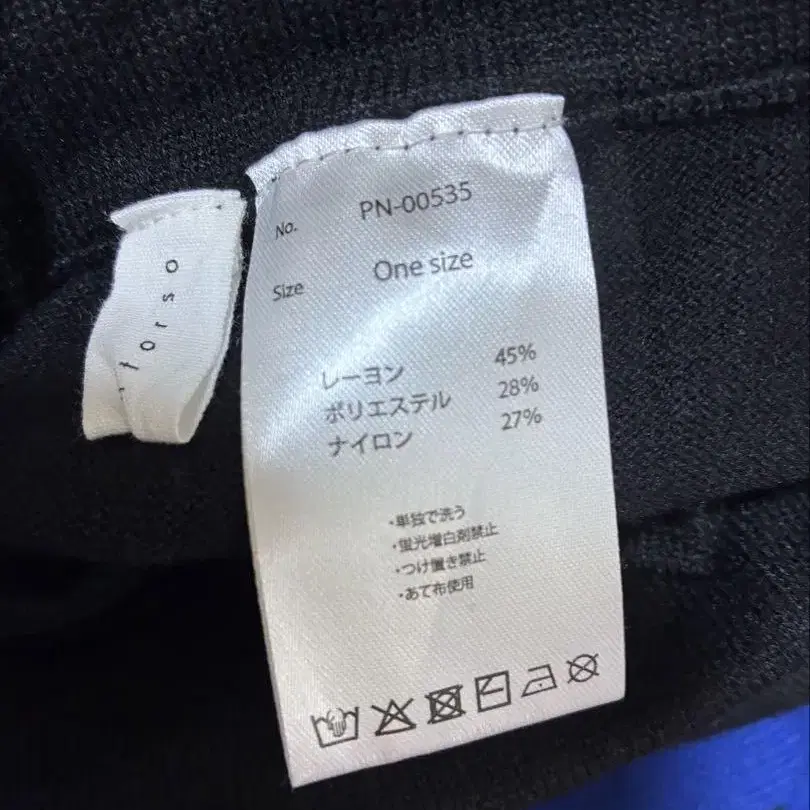 torso
No. PN-00535
Size One size
レーヨン 45%
ポリエステル 28%
ナイロン 27%
・単独で洗う
・蛍光増白剤禁止
・つけ置き禁止
・あて布使用